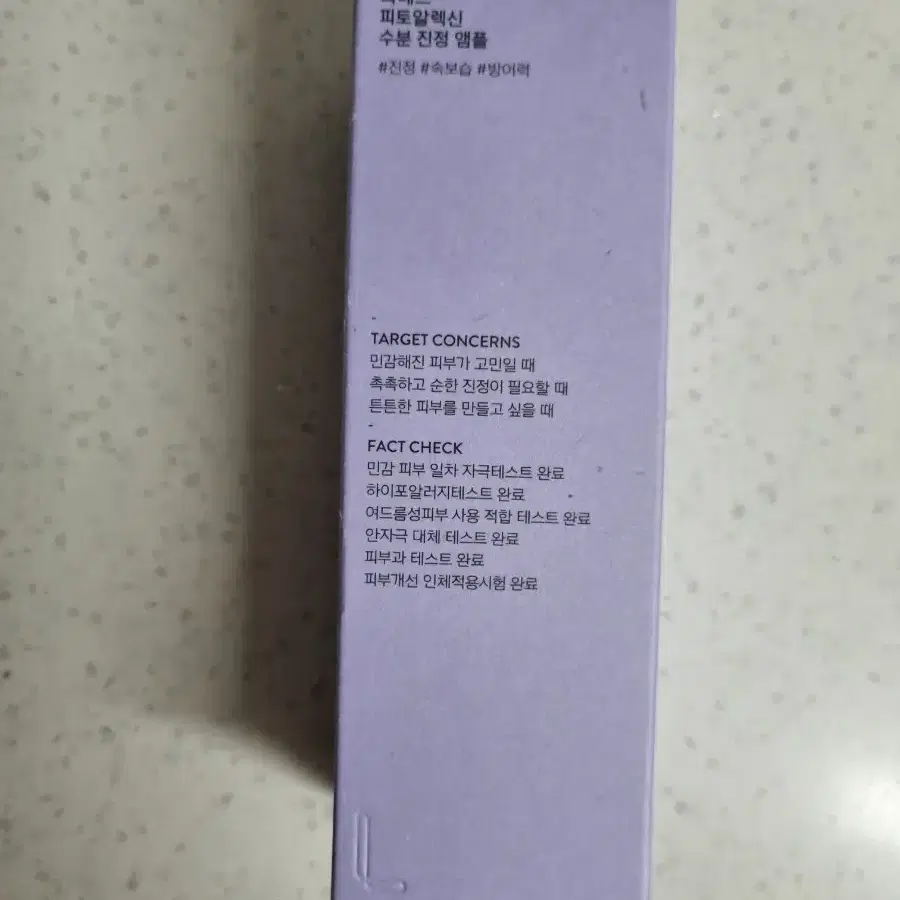 피토알렉신
수분 진정 앰플
#진정 #속보습 #방어력
TARGET CONCERNS
민감해진 피부가 고민일 때
촉촉하고 순한 진정이 필요할 때
튼튼한 피부를 만들고 싶을 때
-
FACT CHECK
민감 피부 일차 자극테스트 완료
하이포알러지테스트 완료
여드름성피부 사용 적합 테스트 완료
안자극 대체 테스트 완료
피부과 테스트 완료
피부개선 인체적용시험 완료